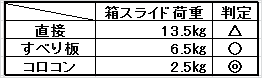 箱スライド荷重 判定
直接 13.5kg △
すべり板 6.5kg ○
コロコン 2.5kg ◎